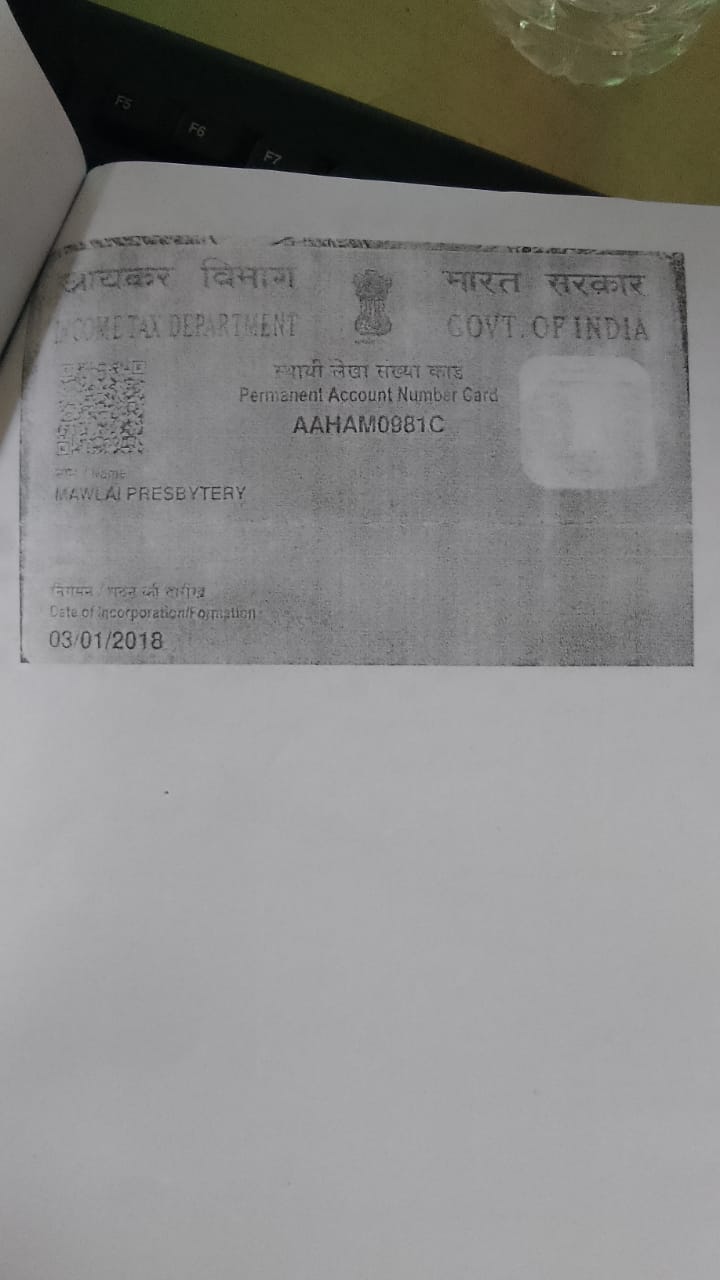 F5
F6
F7
आयकर विभाग
INCOME TAX DEPARTMENT
भारत सरकार
GOVT. OF INDIA
स्थायी लेखा संख्या कार्ड
Permanent Account Number Card
AAHAM0981C
नाम / Name
MAWLAI PRESBYTERY
निगमन / गठन की तारीख
Date of Incorporation/Formation
03/01/2018